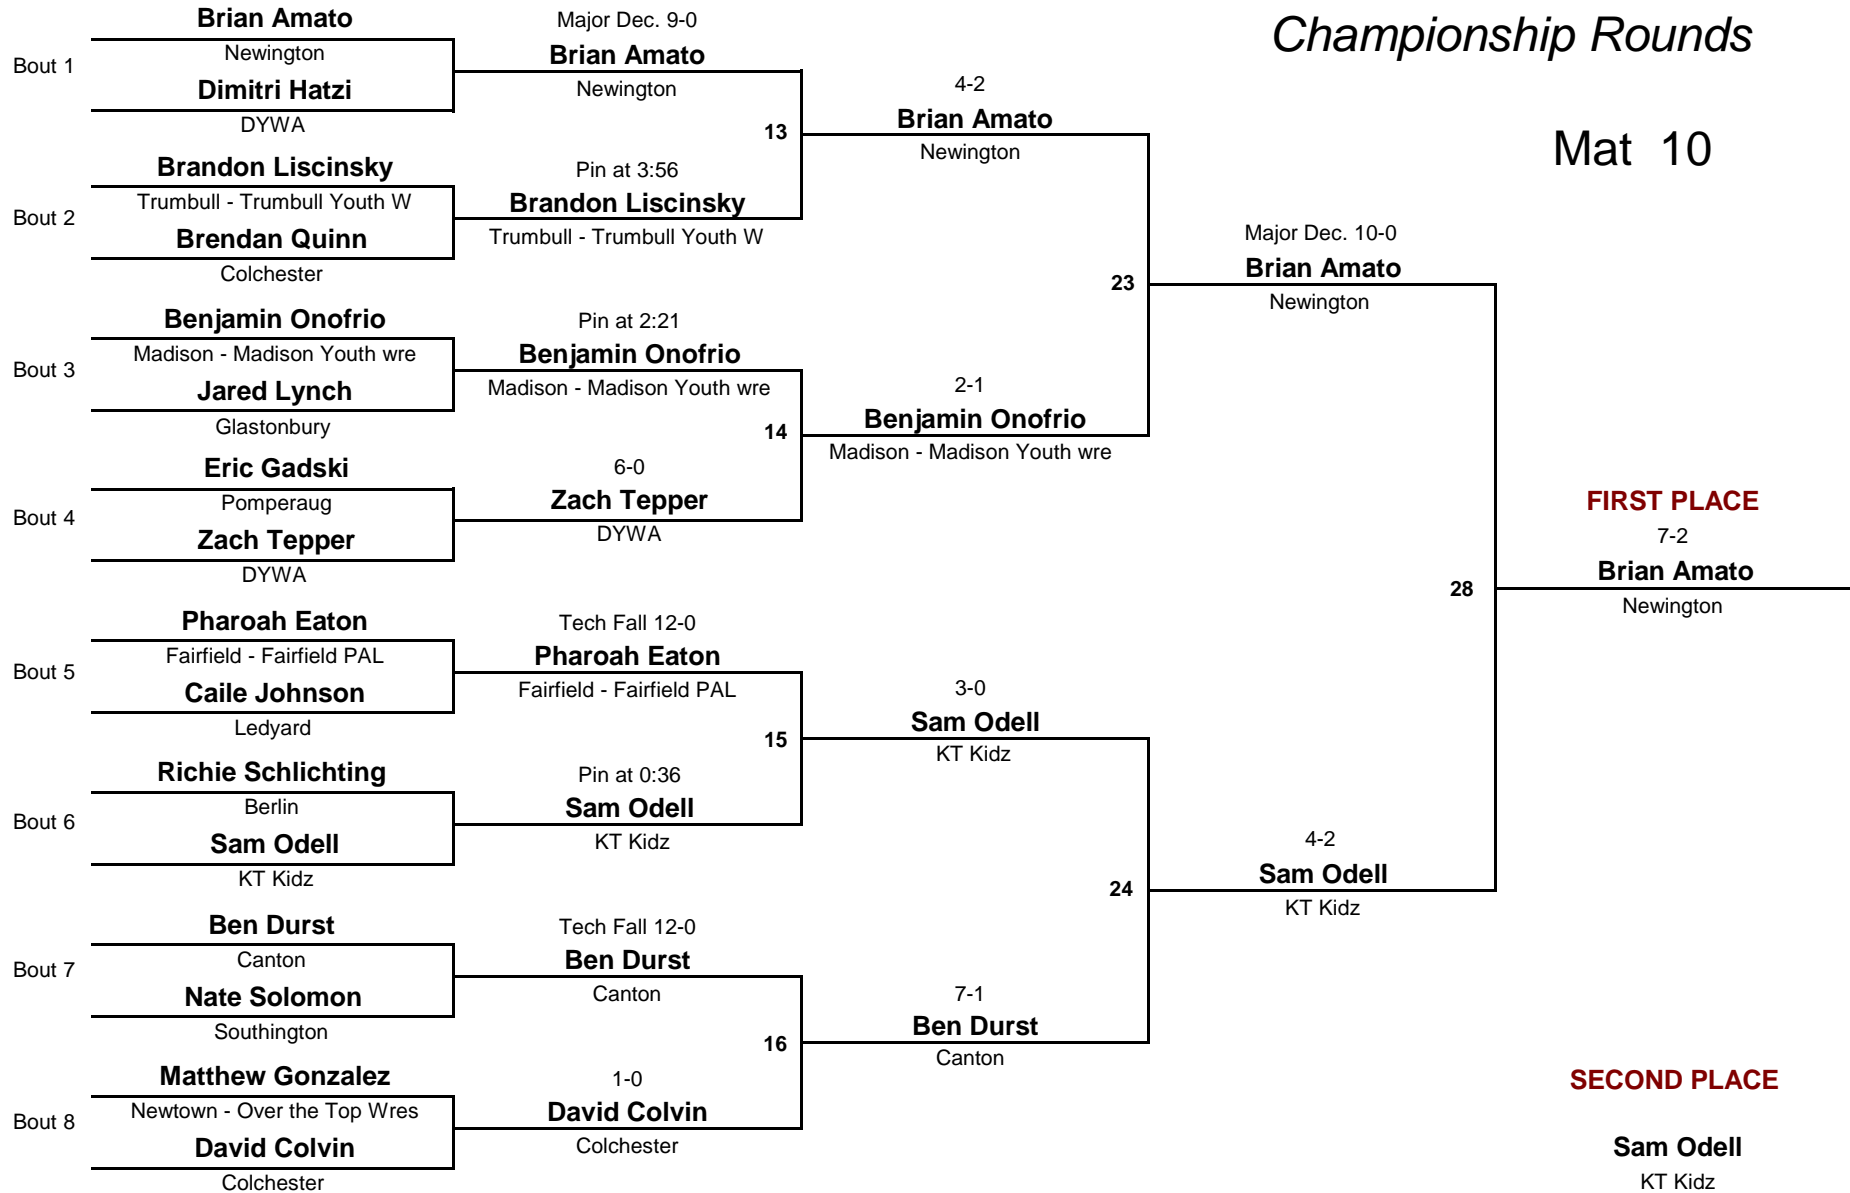 Championship Rounds
Mat 10
Bout 1
Brian Amato
Newington
Dimitri Hatzi
DYWA
Bout 2
Brandon Liscinsky
Trumbull - Trumbull Youth W
Brendan Quinn
Colchester
Bout 3
Benjamin Onofrio
Madison - Madison Youth wre
Jared Lynch
Glastonbury
Bout 4
Eric Gadski
Pomperaug
Zach Tepper
DYWA
Bout 5
Pharoah Eaton
Fairfield - Fairfield PAL
Caile Johnson
Ledyard
Bout 6
Richie Schlichting
Berlin
Sam Odell
KT Kidz
Bout 7
Ben Durst
Canton
Nate Solomon
Southington
Bout 8
Matthew Gonzalez
Newtown - Over the Top Wres
David Colvin
Colchester
Major Dec. 9-0
Brian Amato
Newington
13
Pin at 3:56
Brandon Liscinsky
Trumbull - Trumbull Youth W
Pin at 2:21
Benjamin Onofrio
Madison - Madison Youth wre
14
6-0
Zach Tepper
DYWA
Tech Fall 12-0
Pharoah Eaton
Fairfield - Fairfield PAL
15
Pin at 0:36
Sam Odell
KT Kidz
Tech Fall 12-0
Ben Durst
Canton
16
1-0
David Colvin
Colchester
4-2
Brian Amato
Newington
23
2-1
Benjamin Onofrio
Madison - Madison Youth wre
3-0
Sam Odell
KT Kidz
24
7-1
Ben Durst
Canton
Major Dec. 10-0
Brian Amato
Newington
28
4-2
Sam Odell
KT Kidz
FIRST PLACE
7-2
Brian Amato
Newington
SECOND PLACE
Sam Odell
KT Kidz